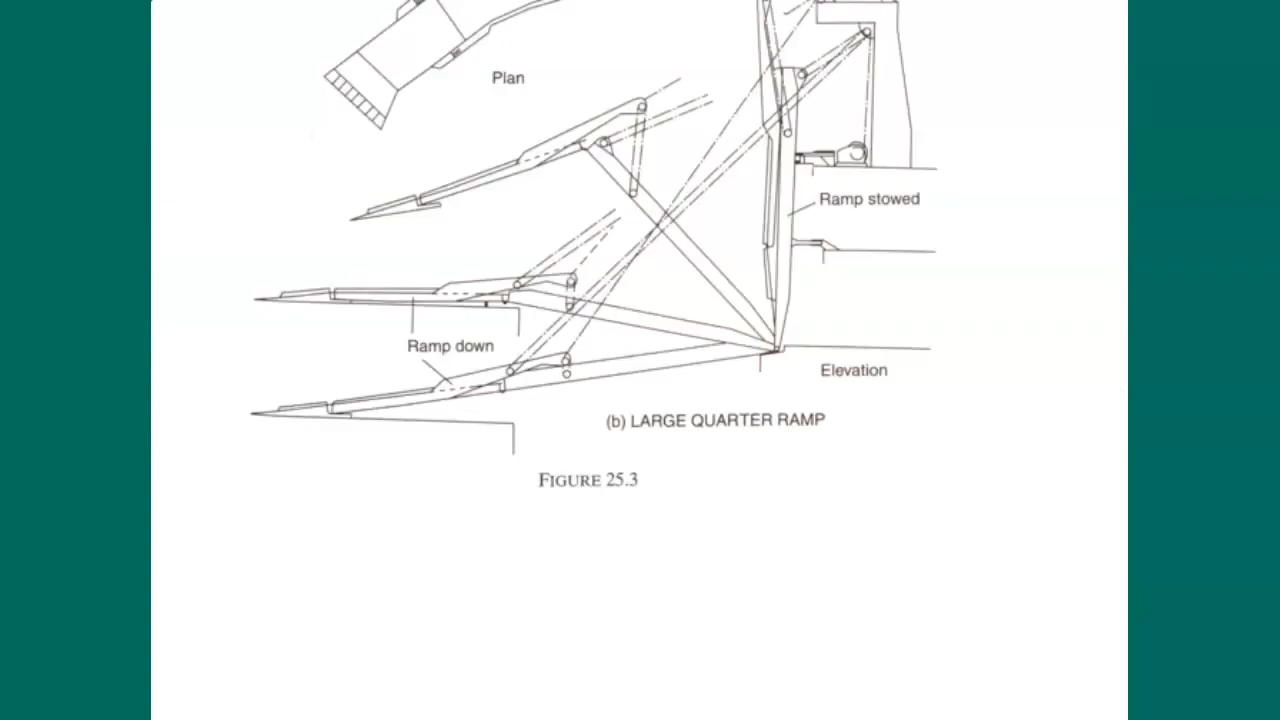 Plan
Ramp stowed
Ramp down
Elevation
(b) LARGE QUARTER RAMP
FIGURE 25.3